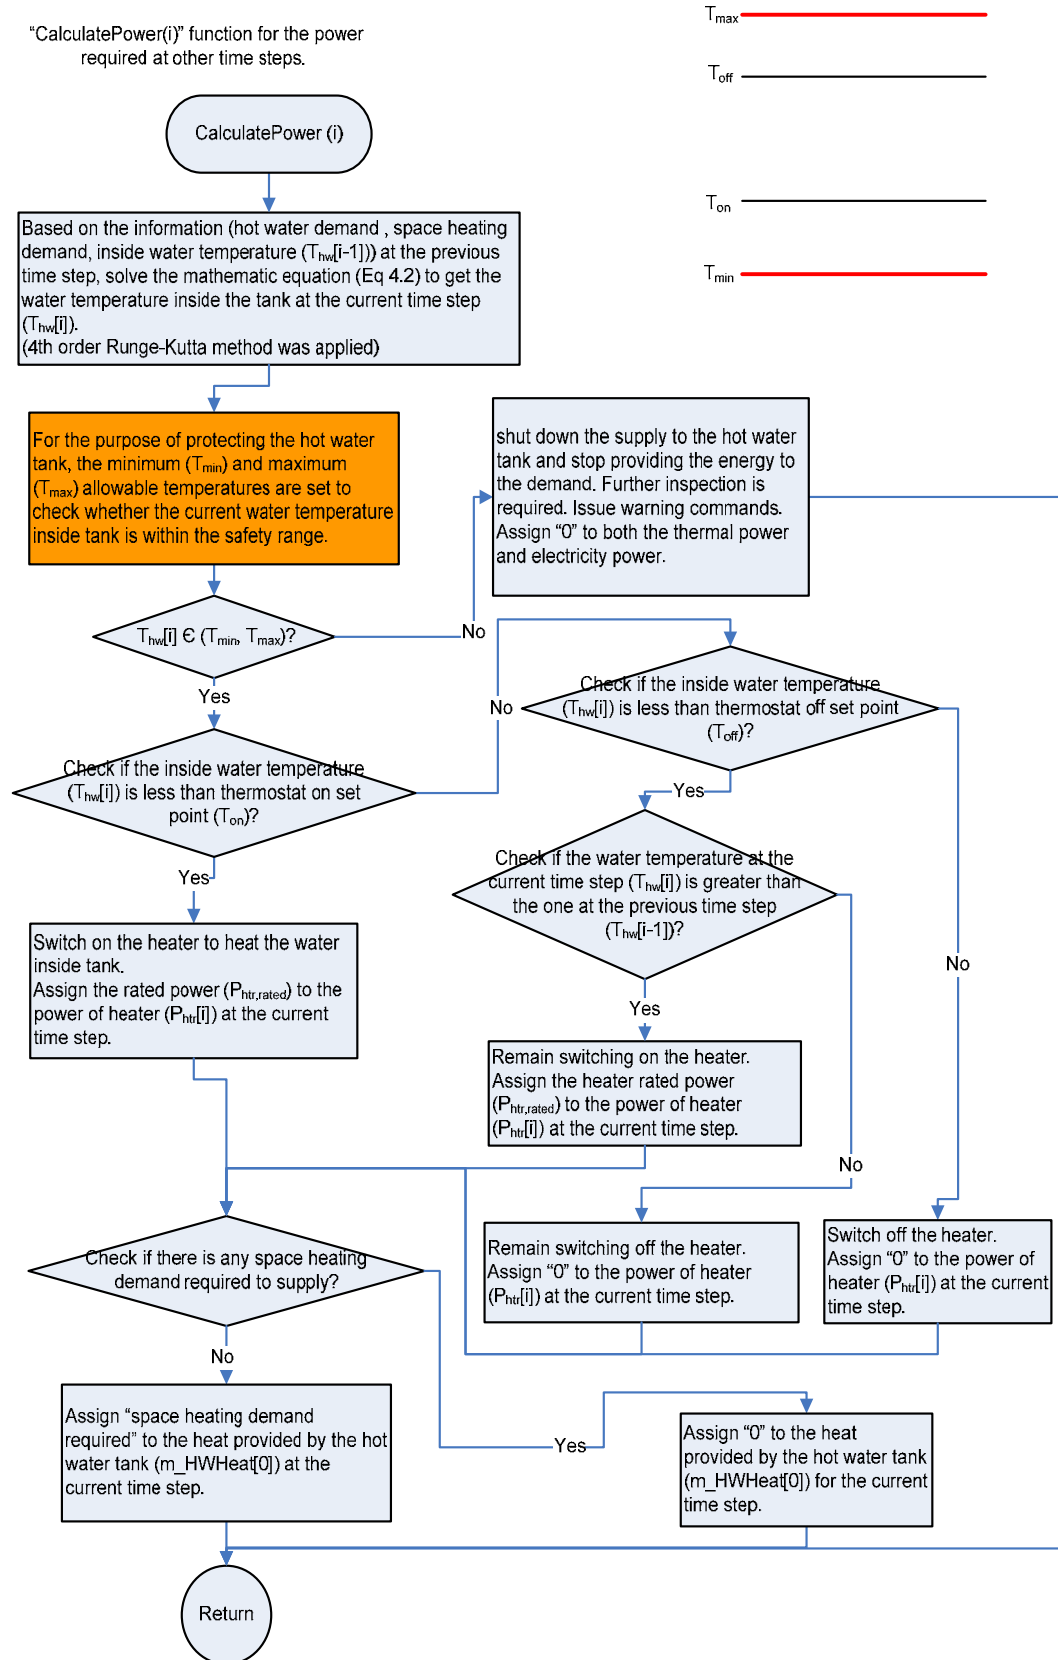 “CalculatePower(i)” function for the power
required at other time steps.
Tmax
Toff
Ton
Tmin
CalculatePower (i)
Based on the information (hot water demand , space heating
demand, inside water temperature (Thw[i-1])) at the previous
time step, solve the mathematic equation (Eq 4.2) to get the
water temperature inside the tank at the current time step
(Thw[i]).
(4th order Runge-Kutta method was applied)
For the purpose of protecting the hot water
tank, the minimum (Tmin) and maximum
(Tmax) allowable temperatures are set to
check whether the current water temperature
inside tank is within the safety range.
shut down the supply to the hot water
tank and stop providing the energy to
the demand. Further inspection is
required. Issue warning commands.
Assign “0” to both the thermal power
and electricity power.
Thw[i] Є (Tmin, Tmax)?
No
Yes
No
Check if the inside water temperature
(Thw[i]) is less than thermostat off set point
(Toff)?
Check if the inside water temperature
(Thw[i]) is less than thermostat on set
point (Ton)?
Yes
Yes
Check if the water temperature at the
current time step (Thw[i]) is greater than
the one at the previous time step
(Thw[i-1])?
No
Switch on the heater to heat the water
inside tank.
Assign the rated power (Phtr,rated) to the
power of heater (Phtr[i]) at the current
time step.
Yes
Remain switching on the heater.
Assign the heater rated power
(Phtr,rated) to the power of heater
(Phtr[i]) at the current time step.
No
Check if there is any space heating
demand required to supply?
Remain switching off the heater.
Assign “0” to the power of heater
(Phtr[i]) at the current time step.
Switch off the heater.
Assign “0” to the power of
heater (Phtr[i]) at the current
time step.
No
Yes
Assign “space heating demand
required” to the heat provided by the hot
water tank (m_HWHeat[0]) at the
current time step.
Assign “0” to the heat
provided by the hot water tank
(m_HWHeat[0]) for the current
time step.
Return